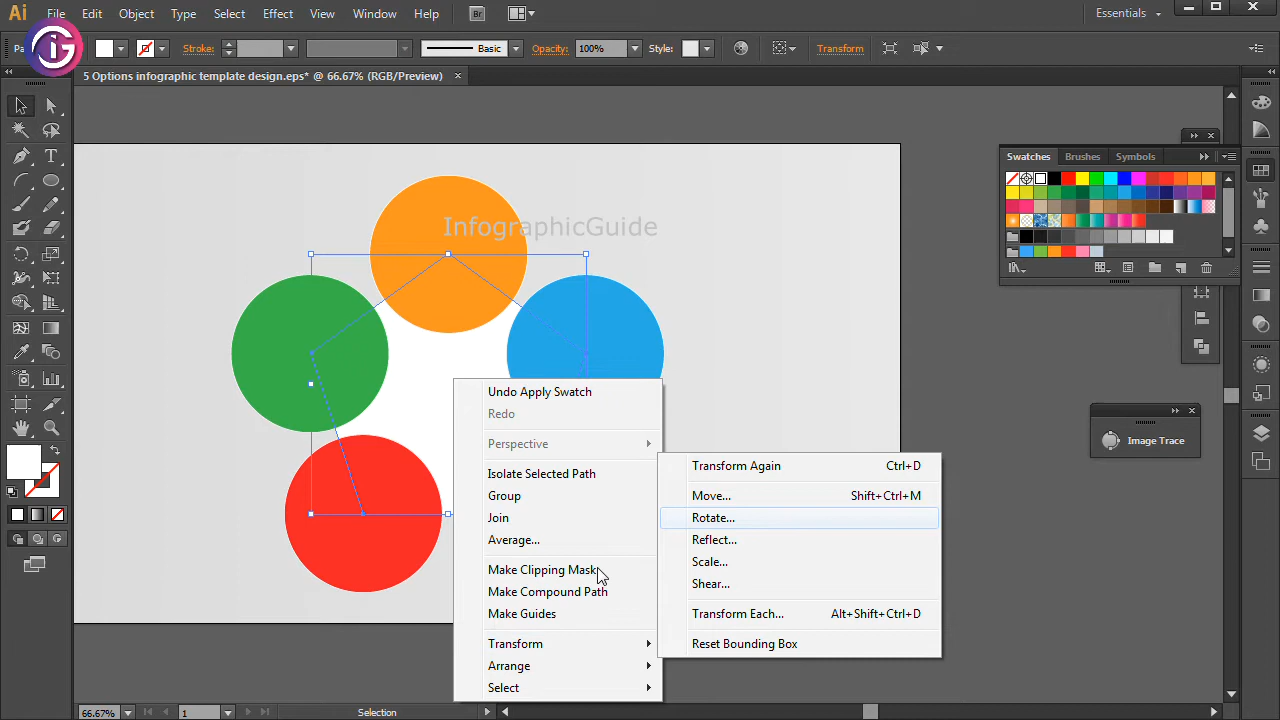 Ai File Edit Object Type Select Effect View Window Help Br Essentials
iG
Stroke: Basic Opacity: 100% Style: Transform
5 Options infographic template design.eps* @ 66.67% (RGB/Preview)
Swatches Brushes Symbols
InfographicGuide
Undo Apply Swatch
Redo
Perspective
Isolate Selected Path
Group
Join
Average...
Make Clipping Mask
Make Compound Path
Make Guides
Transform
Arrange
Select
Transform Again Ctrl+D
Move... Shift+Ctrl+M
Rotate...
Reflect...
Scale...
Shear...
Transform Each... Alt+Shift+Ctrl+D
Reset Bounding Box
Image Trace
66.67% 1 Selection